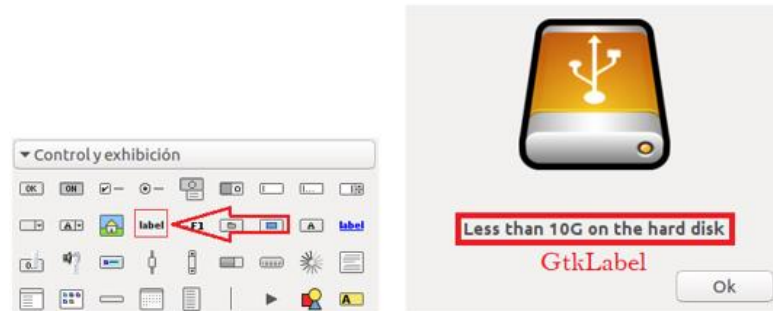 Control y exhibición
OK
ON
label
F1
A
label
Less than 10G on the hard disk
GtkLabel
Ok